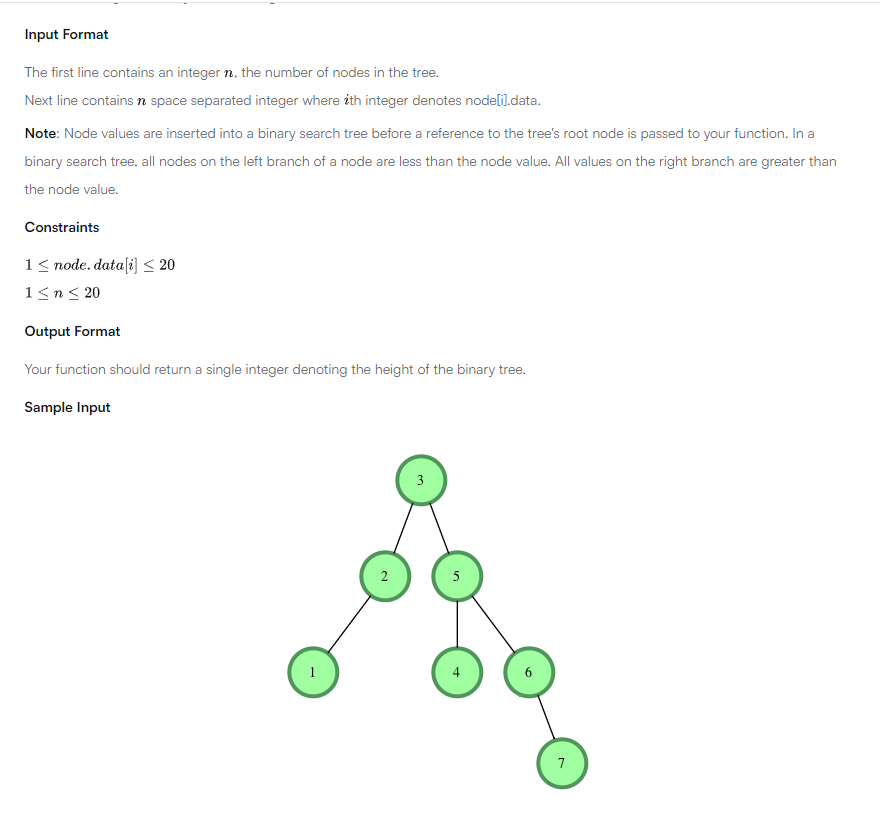 Input Format
The first line contains an integer n, the number of nodes in the tree.
Next line contains n space separated integer where ith integer denotes node[i].data.
Note: Node values are inserted into a binary search tree before a reference to the tree's root node is passed to your function. In a
binary search tree, all nodes on the left branch of a node are less than the node value. All values on the right branch are greater than
the node value.
Constraints
1 ≤ node.data[i] ≤ 20
1 ≤ n ≤ 20
Output Format
Your function should return a single integer denoting the height of the binary tree.
Sample Input
3
2 5
1 4 6
7